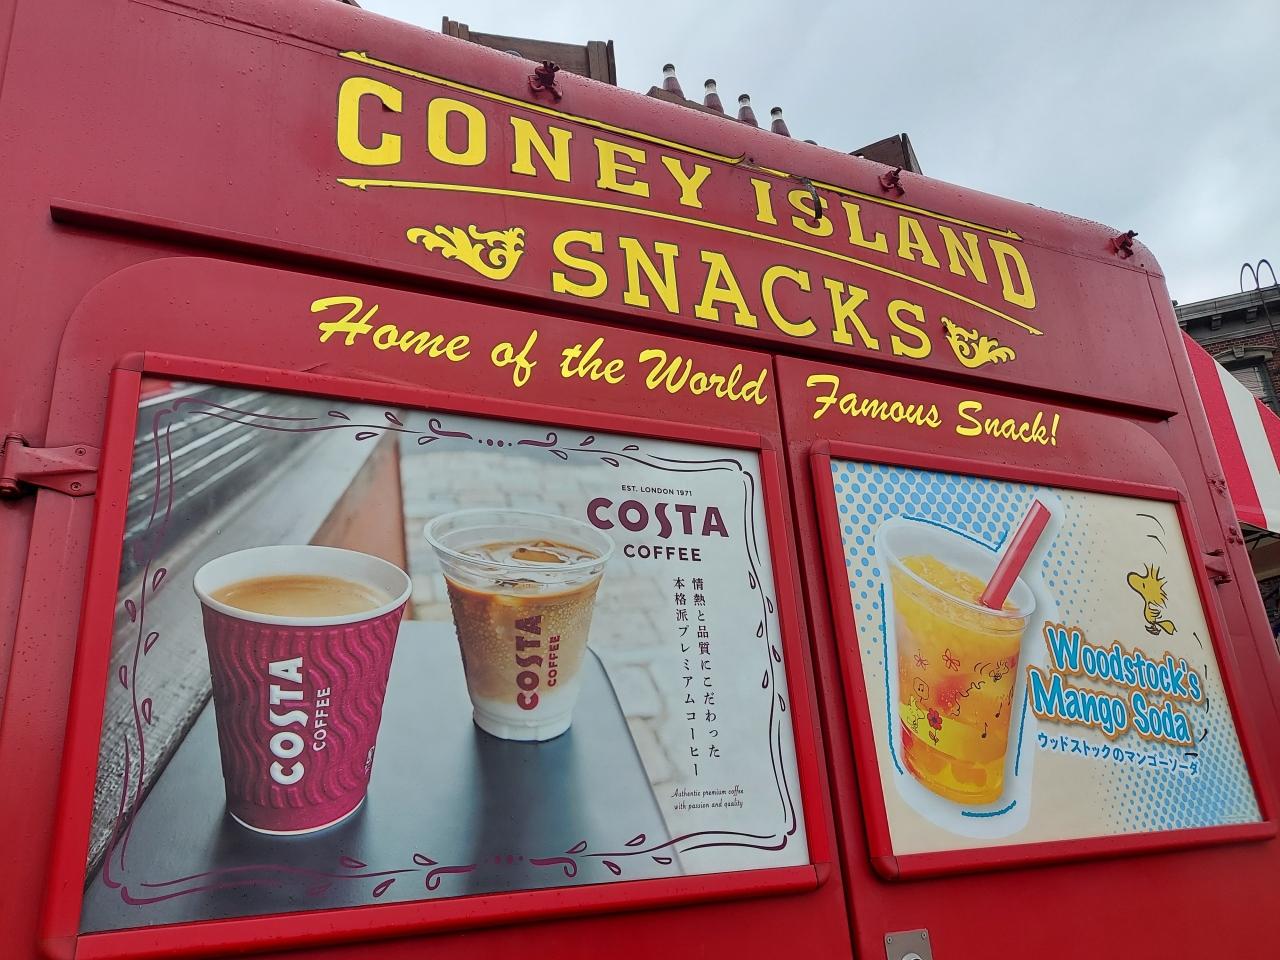 CONEY ISLAND
SNACKS
Home of the World Famous Snack!
EST. LONDON 1971
COSTA
COFFEE
情熱と品質にこだわった
本格派プレミアムコーヒー
Authentic premium coffee
with passion and quality
COSTA
COFFEE
COSTA
COFFEE
Woodstock's
Mango Soda
ウッドストックのマンゴーソーダ